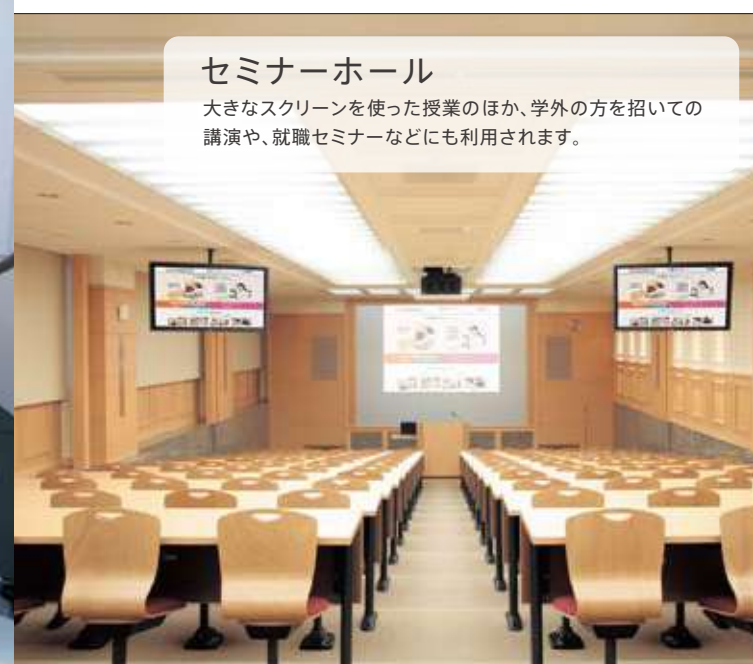 セミナーホール
大きなスクリーンを使った授業のほか、学外の方を招いての
講演や、就職セミナーなどにも利用されます。